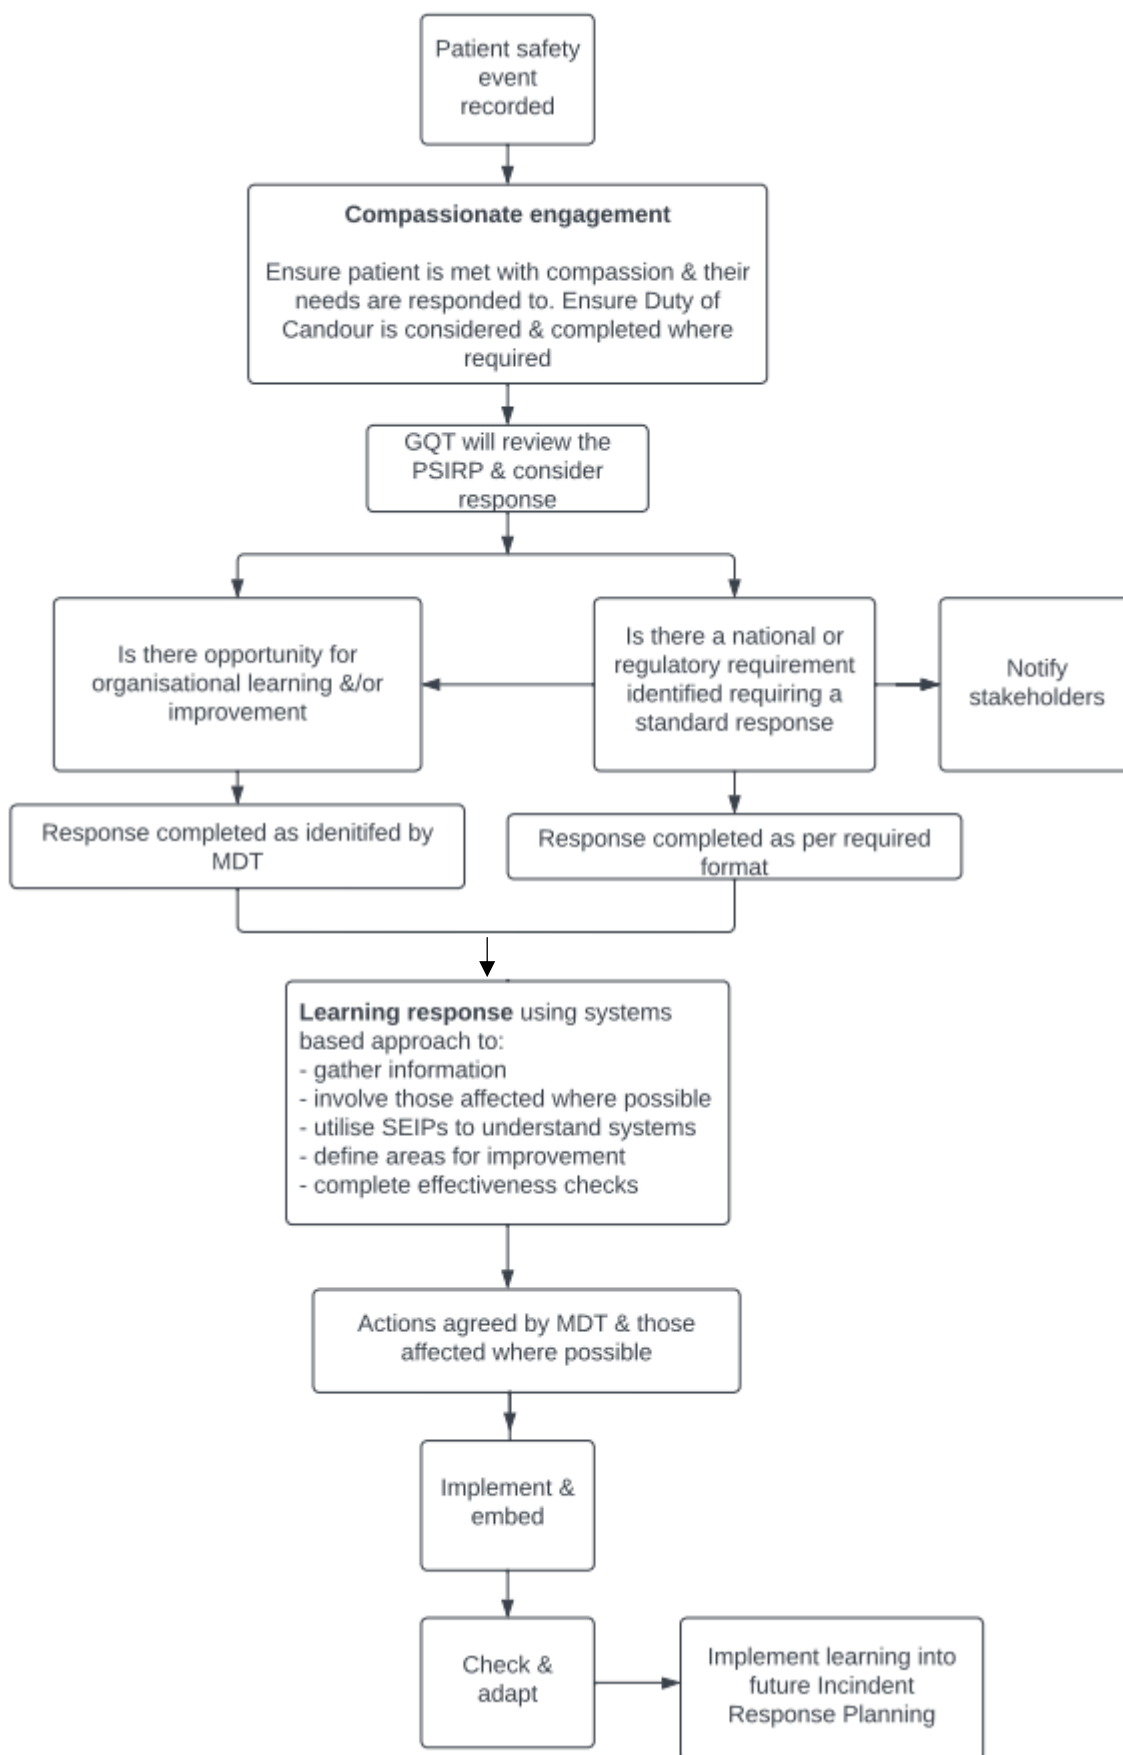 Patient safety
event
recorded
Compassionate engagement
Ensure patient is met with compassion & their
needs are responded to. Ensure Duty of
Candour is considered & completed where
required
GQT will review the
PSIRP & consider
response
Is there opportunity for
organisational learning &/or
improvement
Is there a national or
regulatory requirement
identified requiring a
standard response
Notify
stakeholders
Response completed as idenitifed by
MDT
Response completed as per required
format
Learning response using systems
based approach to:
- gather information
- involve those affected where possible
- utilise SEIPs to understand systems
- define areas for improvement
- complete effectiveness checks
Actions agreed by MDT & those
affected where possible
Implement &
embed
Check &
adapt
Implement learning into
future Incindent
Response Planning